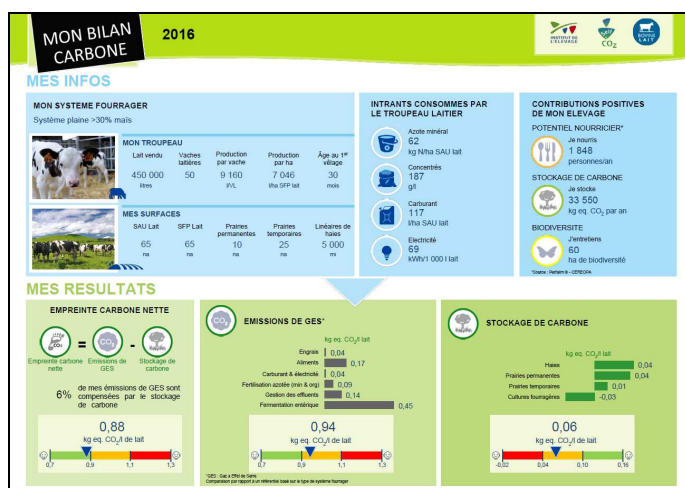 MON BILAN
CARBONE
2016
INSTITUT DE
L'ELEVAGE
CO2
BOVINS
LAIT
MES INFOS
MON SYSTEME FOURRAGER
Système plaine >30% maïs
MON TROUPEAU
Lait vendu
Vaches laitières
Production par vache
Production par ha
Âge au 1er vêlage
450 000
50
9 160
7 046
30
litres
l/VL
l/ha SFP lait
mois
MES SURFACES
SAU Lait
SFP Lait
Prairies permanentes
Prairies temporaires
Linéaires de haies
65
65
10
25
5 000
ha
ha
ha
ha
ml
INTRANTS CONSOMMES PAR
LE TROUPEAU LAITIER
Azote minéral
62
kg N/ha SAU lait
Concentrés
187
g/l
Carburant
117
l/ha SAU lait
Electricité
69
kWh/1 000 l lait
CONTRIBUTIONS POSITIVES
DE MON ELEVAGE
POTENTIEL NOURRICIER*
Je nourris
1 848
personnes/an
STOCKAGE DE CARBONE
Je stocke
33 550
kg eq. CO2 par an
BIODIVERSITE
J'entretiens
60
ha de biodiversité
*Source : Perfalim ® - CEREOPA
MES RESULTATS
EMPREINTE CARBONE NETTE
CO2
=
CO2
-
Empreinte carbone nette
Emissions de GES
Stockage de carbone
6%
de mes émissions de GES sont
compensées par le stockage
de carbone
0,88
kg eq. CO2/l de lait
0,7
0,9
1,1
1,3
CO2
EMISSIONS DE GES*
kg eq. CO2/l lait
Engrais 0,04
Aliments 0,17
Carburant & électricité 0,04
Fertilisation azotée (min & org) 0,09
Gestion des effluents 0,14
Fermentation entérique 0,45
0,94
kg eq. CO2/l de lait
0,7
0,9
1,1
1,3
*GES : Gaz à Effet de Serre
Comparaison par rapport à un référentiel basé sur le type de système fourrager
STOCKAGE DE CARBONE
kg eq. CO2/l lait
Haies 0,04
Prairies permanentes 0,04
Prairies temporaires 0,01
Cultures fourragères -0,03
0,06
kg eq. CO2/l de lait
-0,02
0,04
0,10
0,16